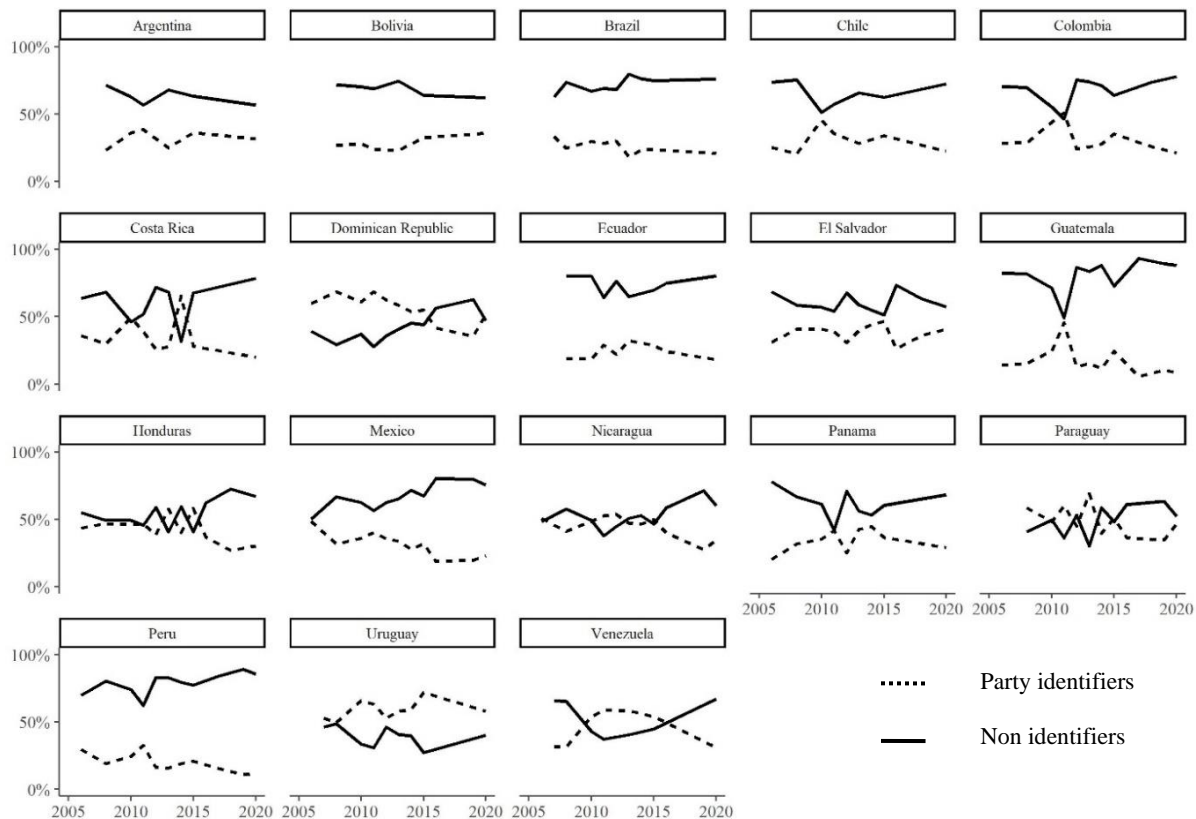 Argentina Bolivia Brazil Chile Colombia
100%
50%
0%
Costa Rica Dominican Republic Ecuador El Salvador Guatemala
100%
50%
0%
Honduras Mexico Nicaragua Panama Paraguay
100%
50%
0%
2005 2010 2015 2020 2005 2010 2015 2020
Peru Uruguay Venezuela
100%
Party identifiers
50%
Non identifiers
0%
2005 2010 2015 2020 2005 2010 2015 2020 2005 2010 2015 2020